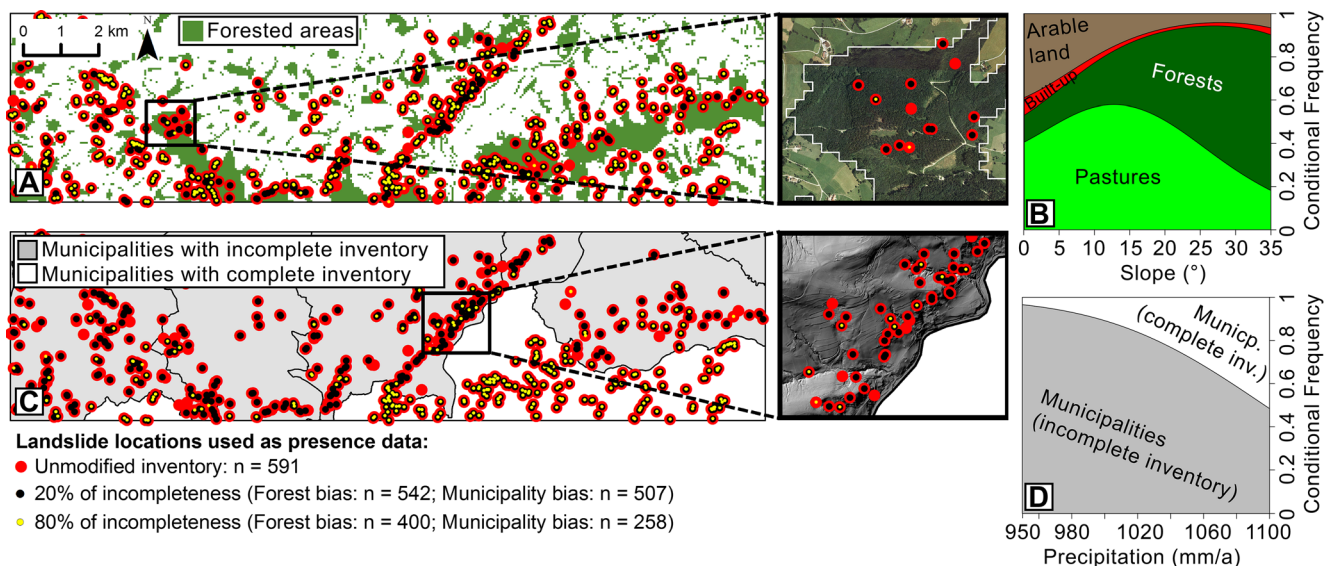 0 1 2 km
N
Forested areas
A
Arable
land
Built-up
Forests
Pastures
B
0 5 10 15 20 25 30 35
Slope (°)
0 0.2 0.4 0.6 0.8 1
Conditional Frequency
Municipalities with incomplete inventory
Municipalities with complete inventory
C
Municp.
(complete inv.)
Municipalities
(incomplete inventory)
D
950 980 1020 1060 1100
Precipitation (mm/a)
0 0.2 0.4 0.6 0.8 1
Conditional Frequency
Landslide locations used as presence data:
Unmodified inventory: n = 591
20% of incompleteness (Forest bias: n = 542; Municipality bias: n = 507)
80% of incompleteness (Forest bias: n = 400; Municipality bias: n = 258)